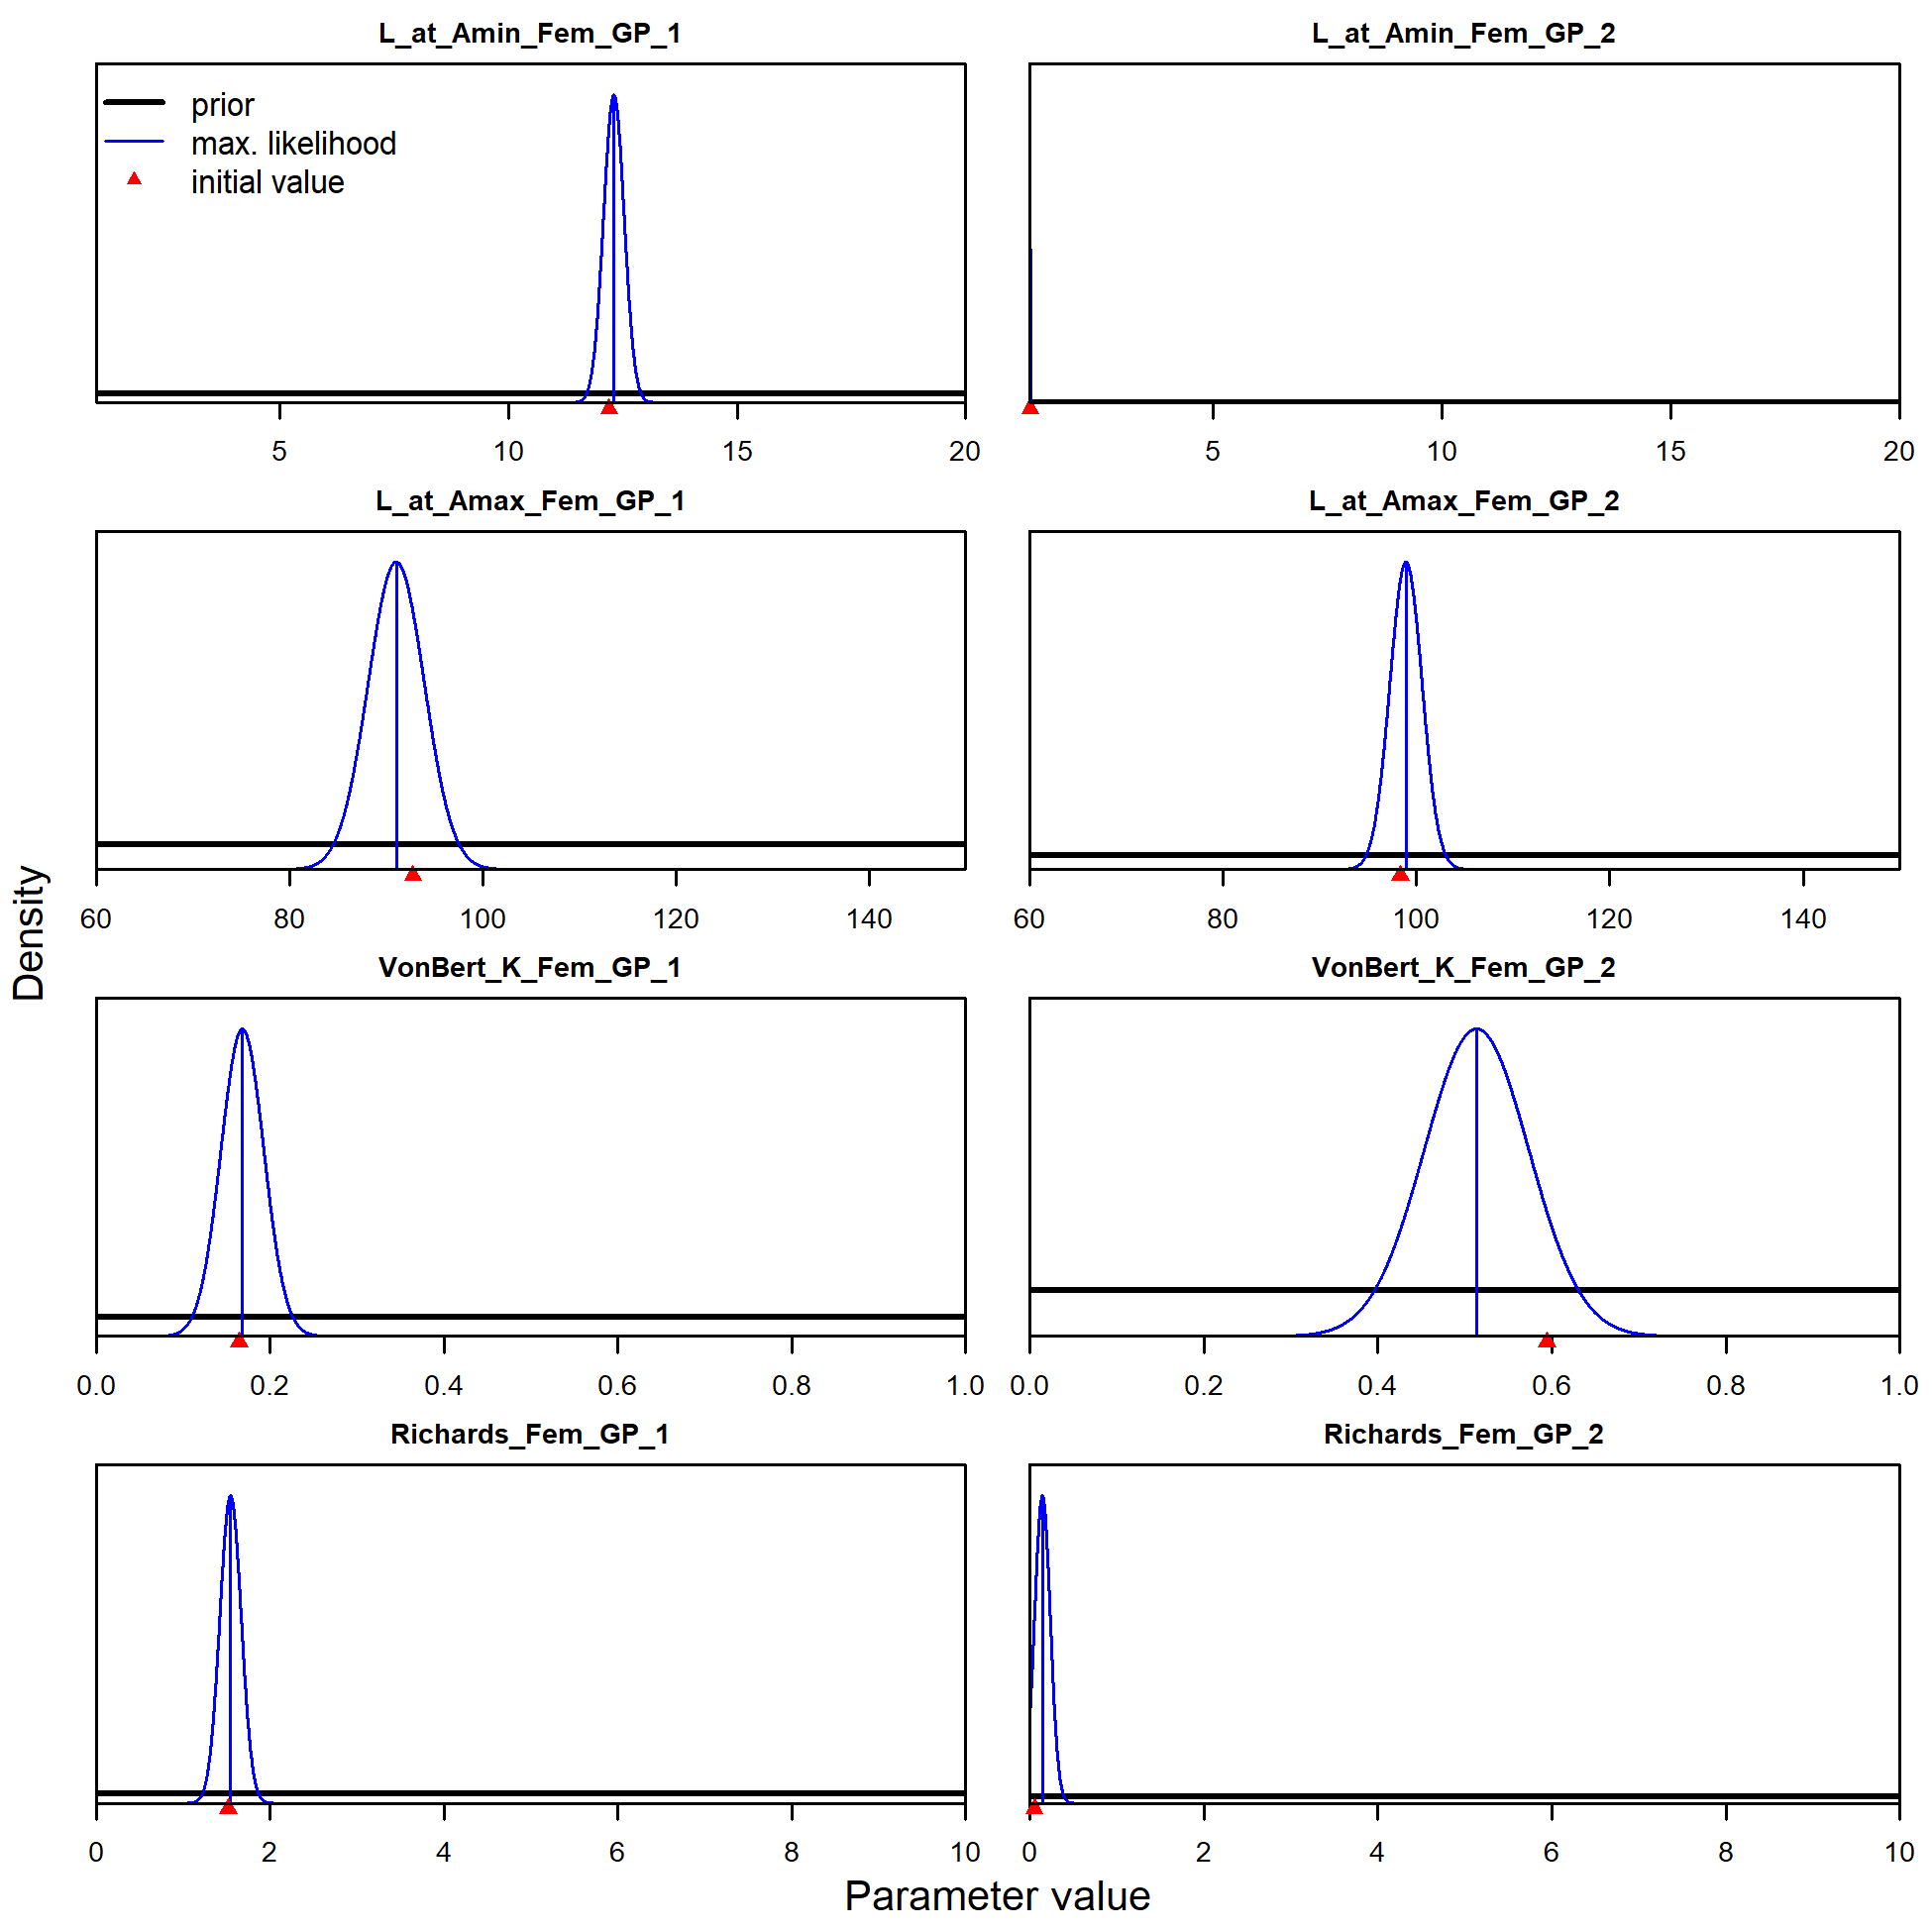 L_at_Amin_Fem_GP_1
prior
max. likelihood
initial value
5 10 15 20
L_at_Amin_Fem_GP_2
5 10 15 20
L_at_Amax_Fem_GP_1
60 80 100 120 140
L_at_Amax_Fem_GP_2
60 80 100 120 140
Density
VonBert_K_Fem_GP_1
0.0 0.2 0.4 0.6 0.8 1.0
VonBert_K_Fem_GP_2
0.0 0.2 0.4 0.6 0.8 1.0
Richards_Fem_GP_1
0 2 4 6 8 10
Richards_Fem_GP_2
0 2 4 6 8 10
Parameter value